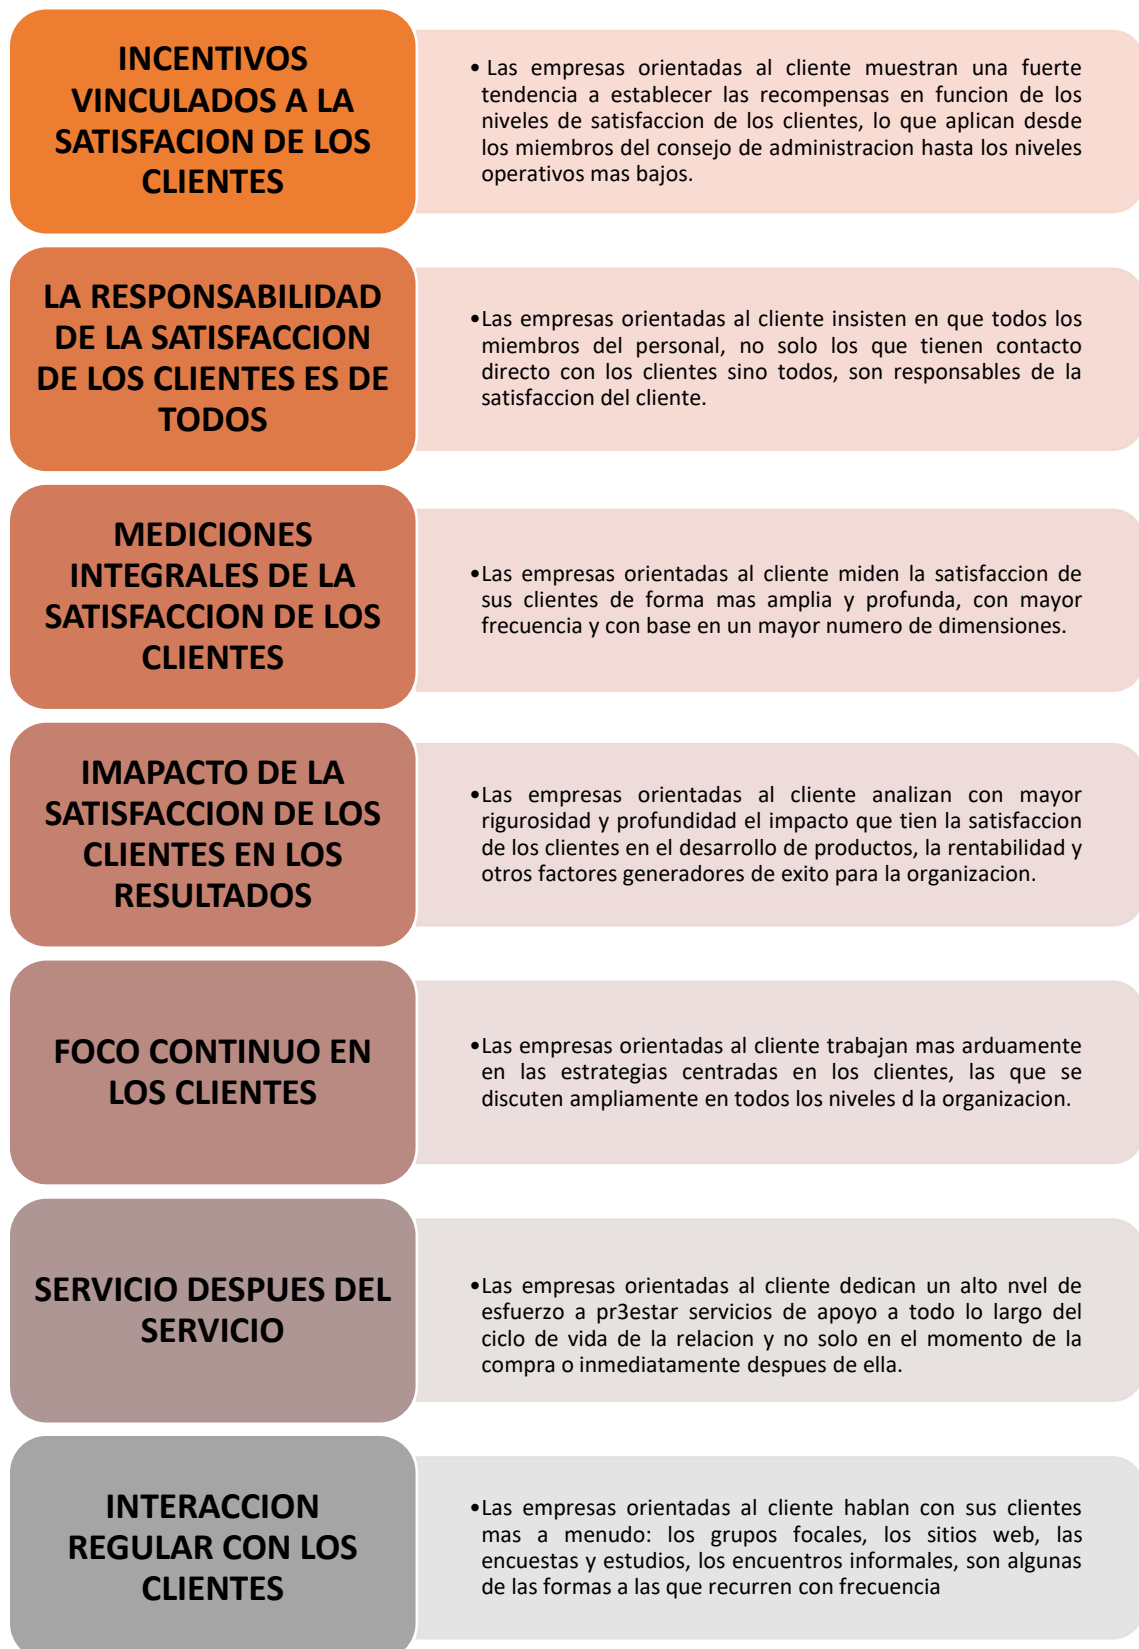 INCENTIVOS
VINCULADOS A LA
SATISFACION DE LOS
CLIENTES
• Las empresas orientadas al cliente muestran una fuerte
tendencia a establecer las recompensas en funcion de los
niveles de satisfaccion de los clientes, lo que aplican desde
los miembros del consejo de administracion hasta los niveles
operativos mas bajos.
LA RESPONSABILIDAD
DE LA SATISFACCION
DE LOS CLIENTES ES DE
TODOS
•Las empresas orientadas al cliente insisten en que todos los
miembros del personal, no solo los que tienen contacto
directo con los clientes sino todos, son responsables de la
satisfaccion del cliente.
MEDICIONES
INTEGRALES DE LA
SATISFACCION DE LOS
CLIENTES
•Las empresas orientadas al cliente miden la satisfaccion de
sus clientes de forma mas amplia y profunda, con mayor
frecuencia y con base en un mayor numero de dimensiones.
IMAPACTO DE LA
SATISFACCION DE LOS
CLIENTES EN LOS
RESULTADOS
•Las empresas orientadas al cliente analizan con mayor
rigurosidad y profundidad el impacto que tien la satisfaccion
de los clientes en el desarrollo de productos, la rentabilidad y
otros factores generadores de exito para la organizacion.
FOCO CONTINUO EN
LOS CLIENTES
•Las empresas orientadas al cliente trabajan mas arduamente
en las estrategias centradas en los clientes, las que se
discuten ampliamente en todos los niveles d la organizacion.
SERVICIO DESPUES DEL
SERVICIO
•Las empresas orientadas al cliente dedican un alto nvel de
esfuerzo a pr3estar servicios de apoyo a todo lo largo del
ciclo de vida de la relacion y no solo en el momento de la
compra o inmediatamente despues de ella.
INTERACCION
REGULAR CON LOS
CLIENTES
•Las empresas orientadas al cliente hablan con sus clientes
mas a menudo: los grupos focales, los sitios web, las
encuestas y estudios, los encuentros informales, son algunas
de las formas a las que recurren con frecuencia